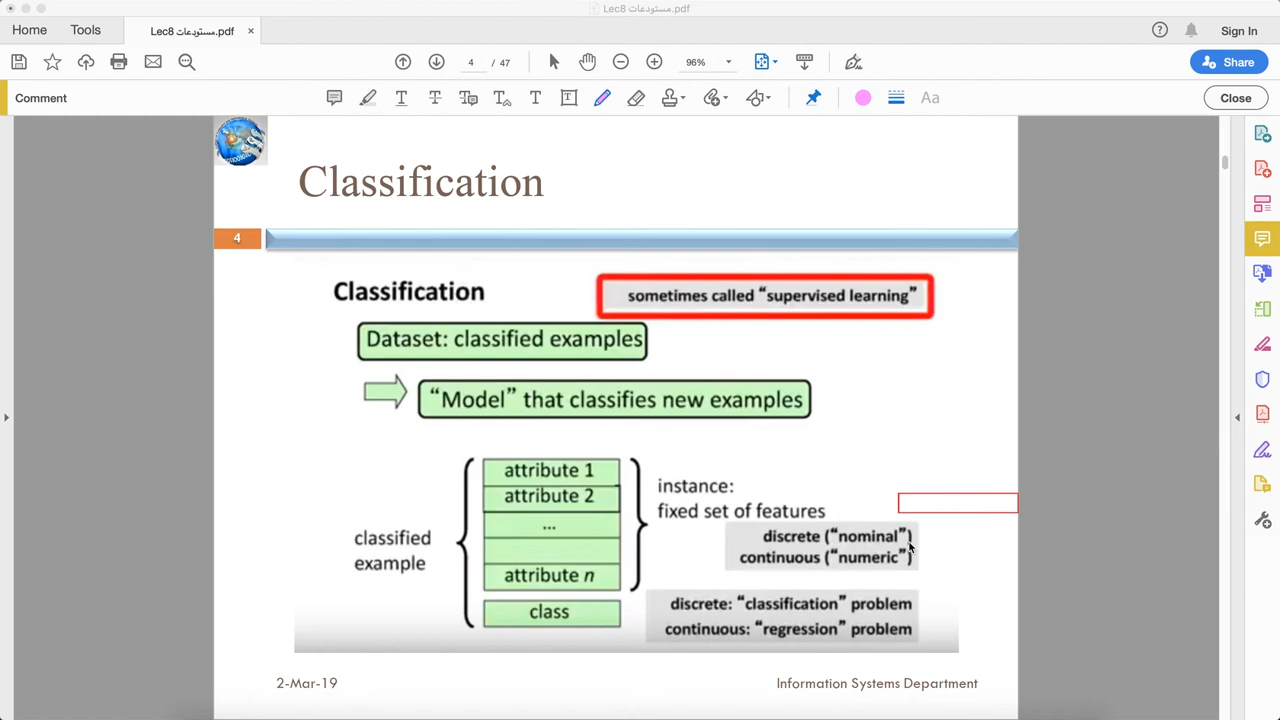 Lec8 مستودعات.pdf
Home
Tools
Lec8 مستودعات.pdf
×
Sign In
4 / 47
96%
Share
Comment
Aa
Close
Classification
4
Classification
sometimes called “supervised learning”
Dataset: classified examples
“Model” that classifies new examples
attribute 1
attribute 2
...
attribute n
class
classified
example
instance:
fixed set of features
discrete (“nominal”)
continuous (“numeric”)
discrete: “classification” problem
continuous: “regression” problem
2-Mar-19
Information Systems Department